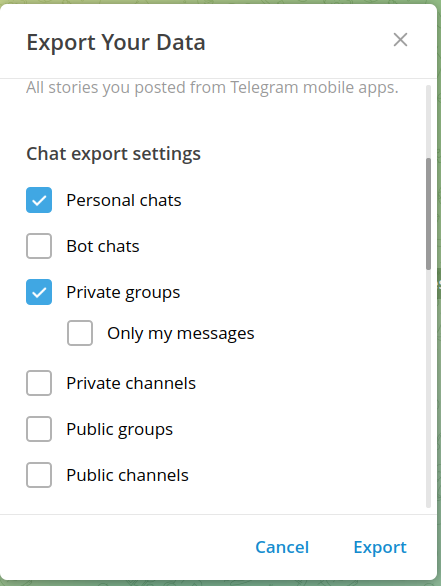 Export Your Data
All stories you posted from Telegram mobile apps.
Chat export settings
Personal chats
Bot chats
Private groups
Only my messages
Private channels
Public groups
Public channels
Cancel Export